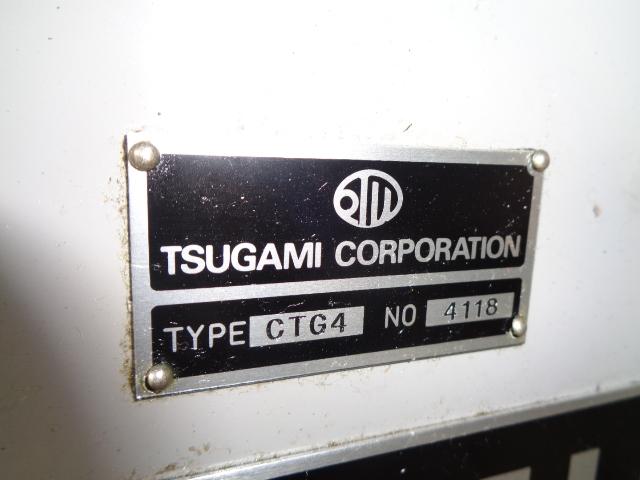 TSUGAMI CORPORATION
TYPE CTG4 NO 4118